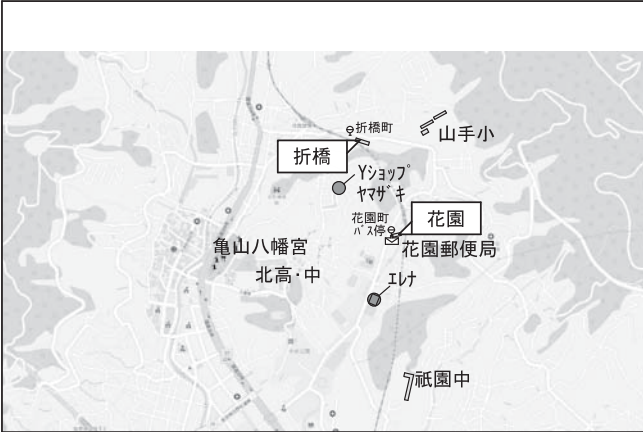 折橋町
山手小
折橋
Yショップ
ヤマザキ
花園町
バス停
花園
花園郵便局
亀山八幡宮
北高・中
エレナ
祇園中